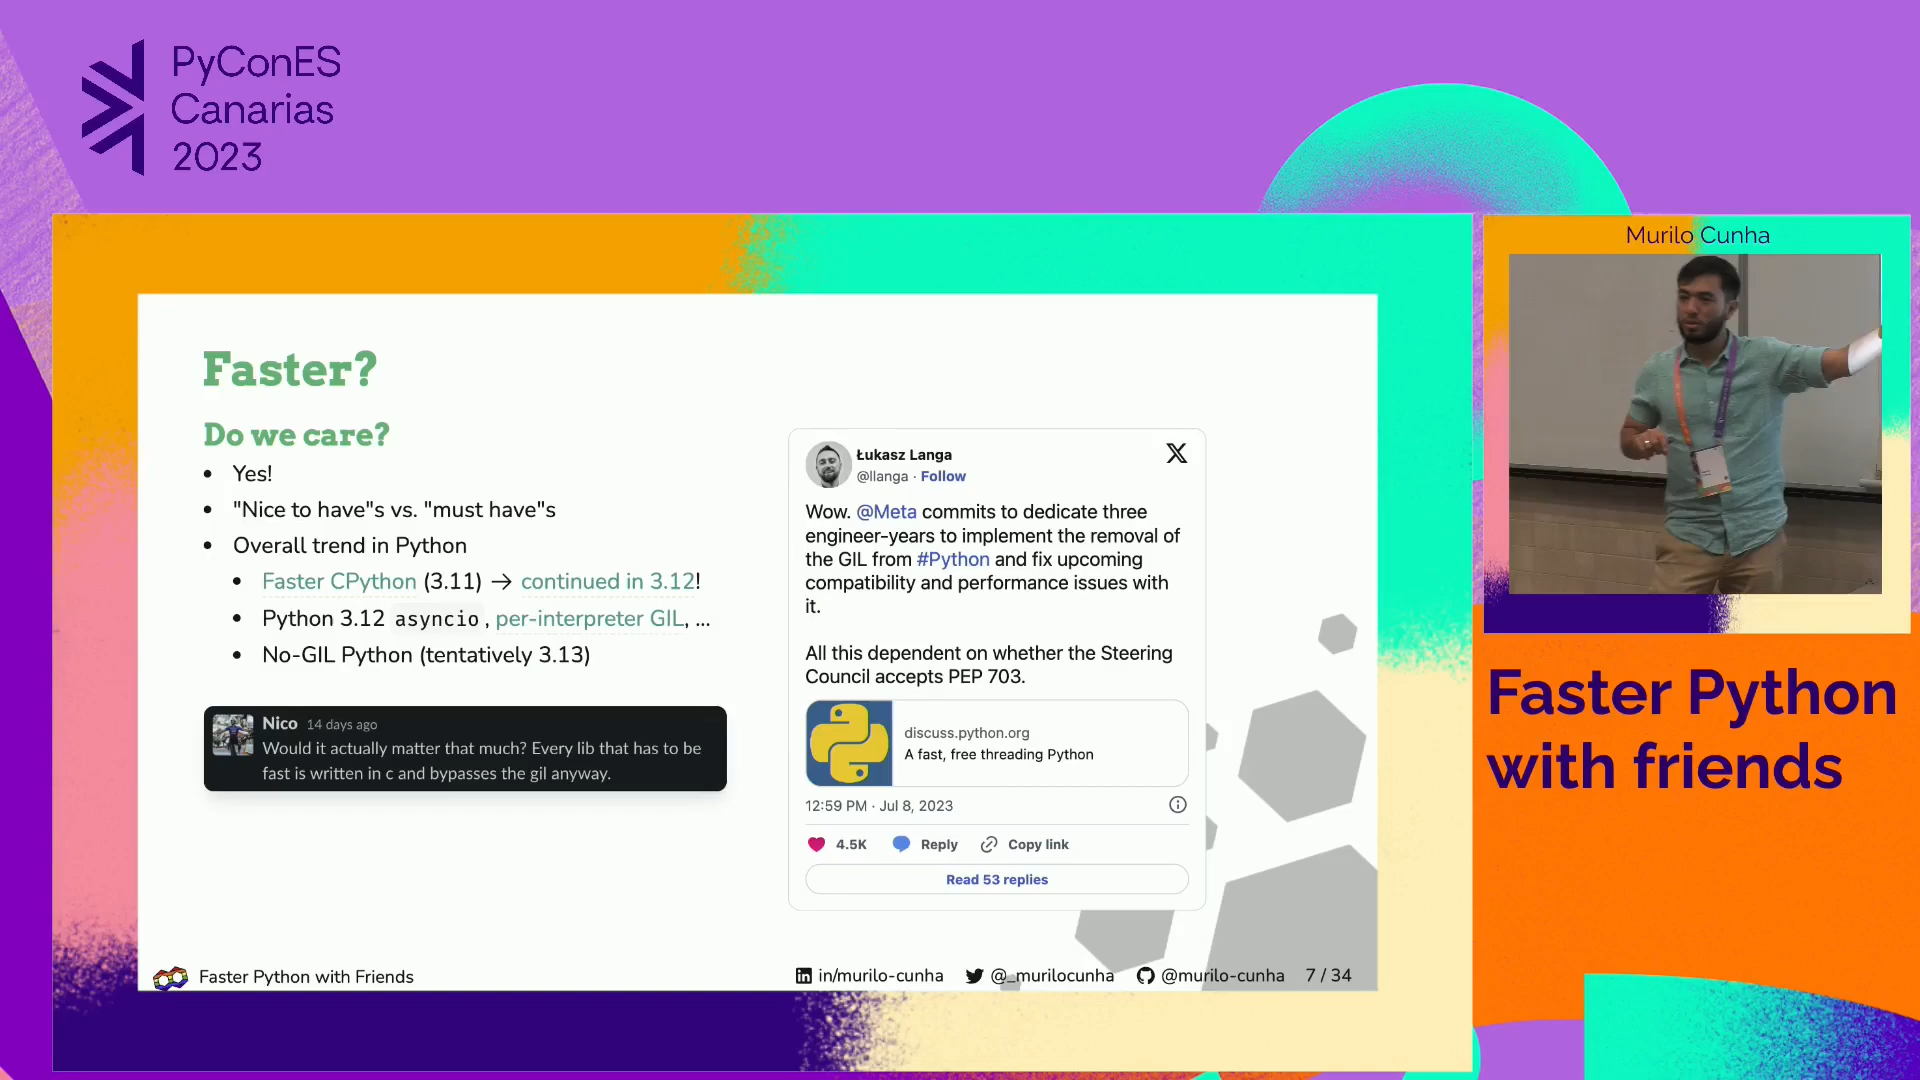 PyConES
Canarias
2023
Murilo Cunha
Faster Python
with friends
Faster?
Do we care?
• Yes!
• "Nice to have"s vs. "must have"s
• Overall trend in Python
• Faster CPython (3.11) → continued in 3.12!
• Python 3.12 asyncio, per-interpreter GIL, ...
• No-GIL Python (tentatively 3.13)
Nico 14 days ago
Would it actually matter that much? Every lib that has to be
fast is written in c and bypasses the gil anyway.
Łukasz Langa
@llanga · Follow
Wow. @Meta commits to dedicate three
engineer-years to implement the removal of
the GIL from #Python and fix upcoming
compatibility and performance issues with
it.
All this dependent on whether the Steering
Council accepts PEP 703.
discuss.python.org
A fast, free threading Python
12:59 PM · Jul 8, 2023
4.5K Reply Copy link
Read 53 replies
Faster Python with Friends
in/murilo-cunha @_murilocunha @murilo-cunha 7 / 34